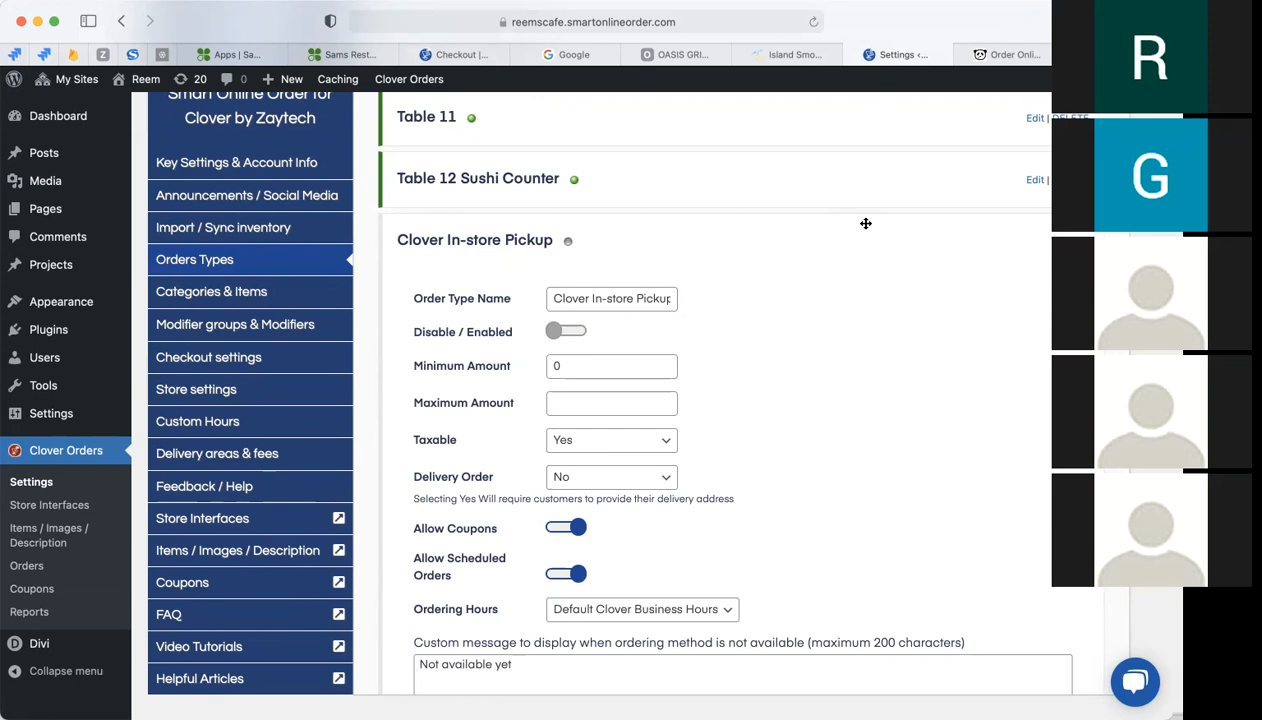 reemscafe.smartonlineorder.com
Apps | Sa...
Sams Rest...
Checkout |...
Google
OASIS GRI...
Island Smo...
Settings ‹...
Order Onli...
My Sites
Reem
20
0
New
Caching
Clover Orders
Dashboard
Posts
Media
Pages
Comments
Projects
Appearance
Plugins
Users
Tools
Settings
Clover Orders
Settings
Store Interfaces
Items / Images /
Description
Orders
Coupons
Reports
Divi
Collapse menu
Smart Online Order for
Clover by Zaytech
Key Settings & Account Info
Announcements / Social Media
Import / Sync inventory
Orders Types
Categories & Items
Modifier groups & Modifiers
Checkout settings
Store settings
Custom Hours
Delivery areas & fees
Feedback / Help
Store Interfaces
Items / Images / Description
Coupons
FAQ
Video Tutorials
Helpful Articles
Table 11
Edit | DELETE
Table 12 Sushi Counter
Edit |
Clover In-store Pickup
Order Type Name
Clover In-store Pickup
Disable / Enabled
Minimum Amount
0
Maximum Amount
Taxable
Yes
Delivery Order
No
Selecting Yes Will require customers to provide their delivery address
Allow Coupons
Allow Scheduled
Orders
Ordering Hours
Default Clover Business Hours
Custom message to display when ordering method is not available (maximum 200 characters)
Not available yet
R
G